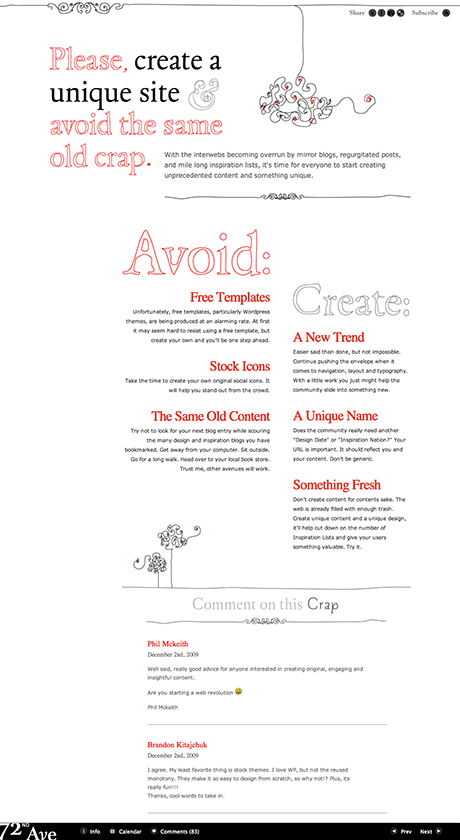 Share Subscribe
Please, create a
unique site &
avoid the same
old crap.
With the interwebs becoming overrun by mirror blogs, regurgitated posts,
and mile long inspiration lists, it's time for everyone to start creating
unprecedented content and something unique.
Avoid:
Free Templates
Unfortunately, free templates, particularly Wordpress
themes, are being produced at an alarming rate. At first
it may seem hard to resist using a free template, but
create your own and you'll be one step ahead.
Stock Icons
Take the time to create your own original social icons. It
will help you stand out from the crowd.
The Same Old Content
Try not to look for your next blog entry while scouring
the many design and inspiration blogs you have
bookmarked. Get away from your computer. Sit outside.
Go for a long walk. Head over to your local book store.
Trust me, other avenues will work.
Create:
A New Trend
Easier said than done, but not impossible.
Continue pushing the envelope when it
comes to navigation, layout and typography.
With a little work you just might help the
community slide into something new.
A Unique Name
Does the community really need another
"Design Date" or "Inspiration Nation?" Your
URL is important. It should reflect you and
your content. Don't be generic.
Something Fresh
Don't create content for contents sake. The
web is already filled with enough trash.
Create unique content and a unique design,
it'll help cut down on the number of
Inspiration Lists and give your users
something valuable. Try it.
Comment on this Crap
Phil Mckeith
December 2nd, 2009
Well said, really good advice for anyone interested in creating original, engaging and
insightful content.
Are you starting a web revolution
Phil Mckeith
Brandon Kitajchuk
December 2nd, 2009
I agree. My least favorite thing is stock themes. I love WP, but not the reused
monotony. They make it so easy to design from scratch, so why not!? Plus, its
really fun!!!
Thanks, cool words to take in.
72ND Ave Info Calendar Comments (83) Prev Next